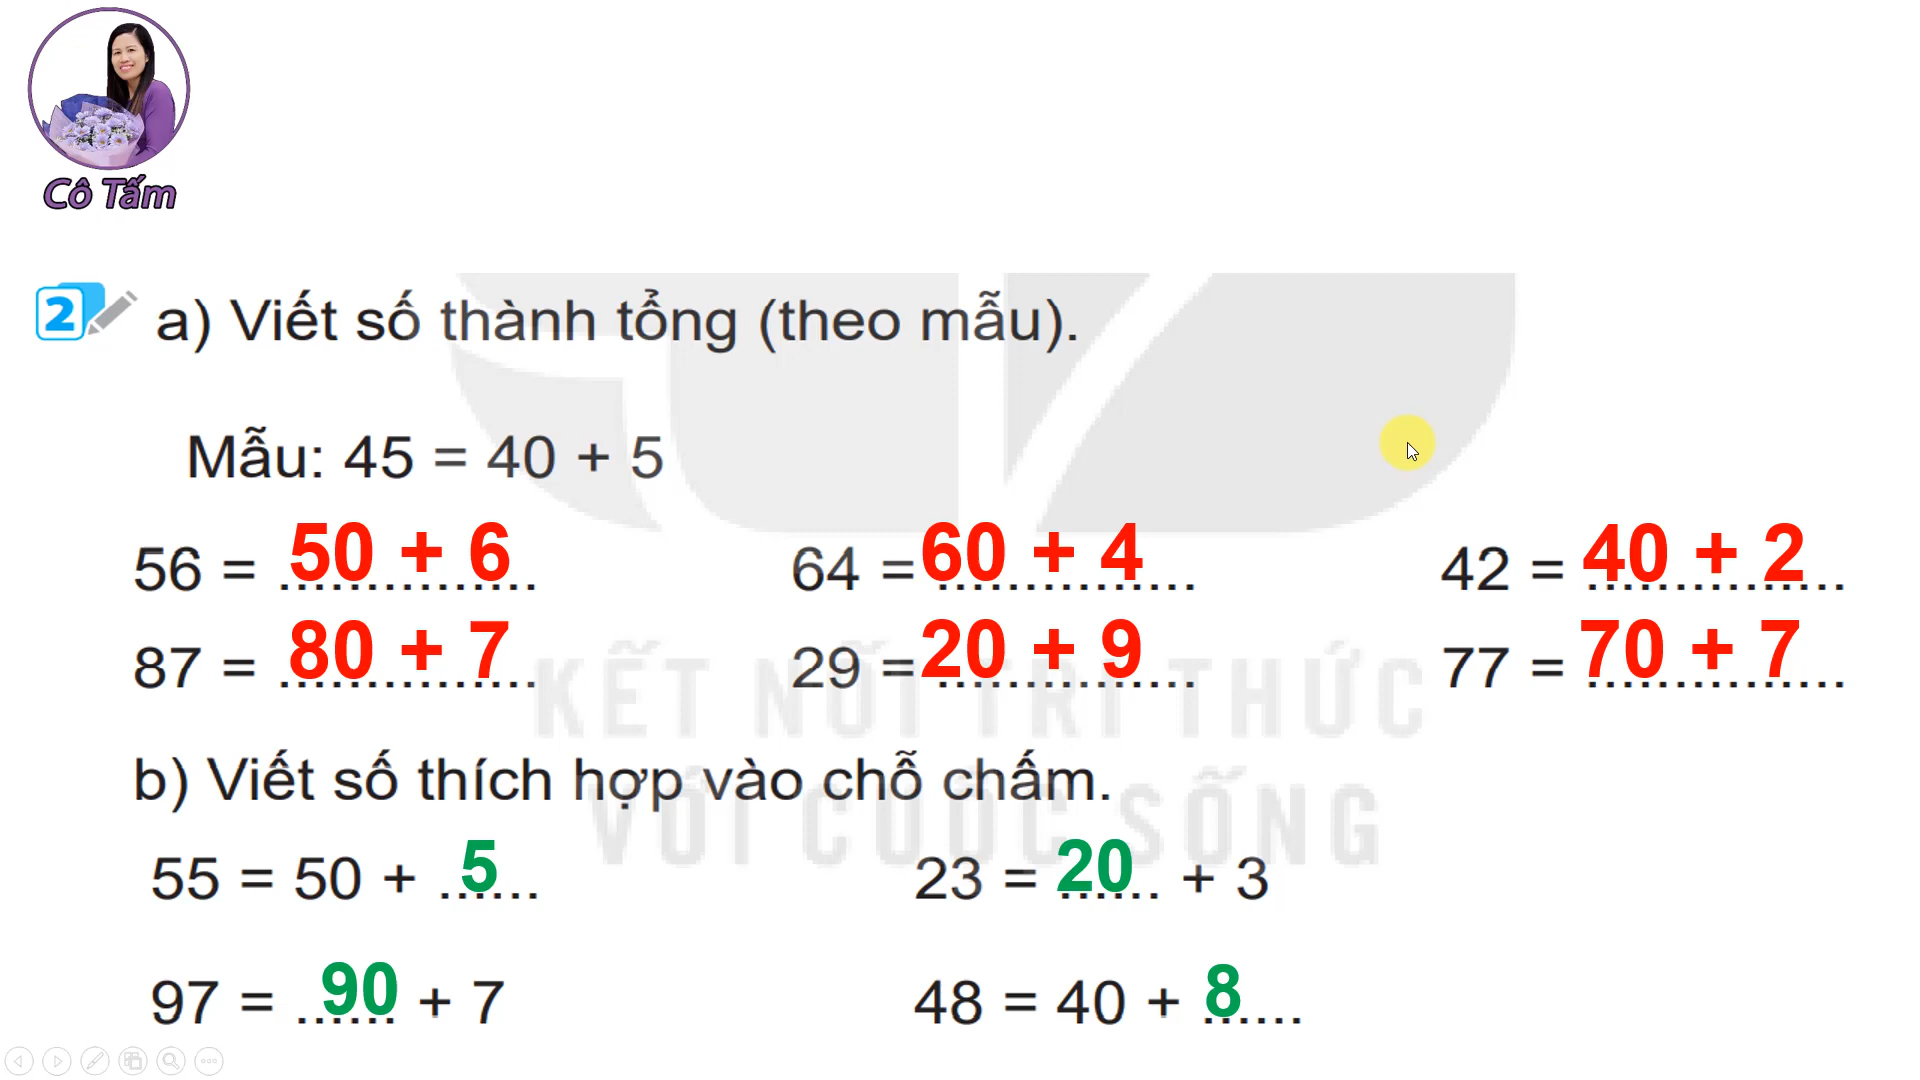 Cô Tấm
2 a) Viết số thành tổng (theo mẫu).
Mẫu: 45 = 40 + 5
56 = 50 + 6 64 = 60 + 4 42 = 40 + 2
87 = 80 + 7 29 = 20 + 9 77 = 70 + 7
KẾT NỐI TRI THỨC
b) Viết số thích hợp vào chỗ chấm.
VỚI CUỘC SỐNG
55 = 50 + 5 23 = 20 + 3
97 = 90 + 7 48 = 40 + 8